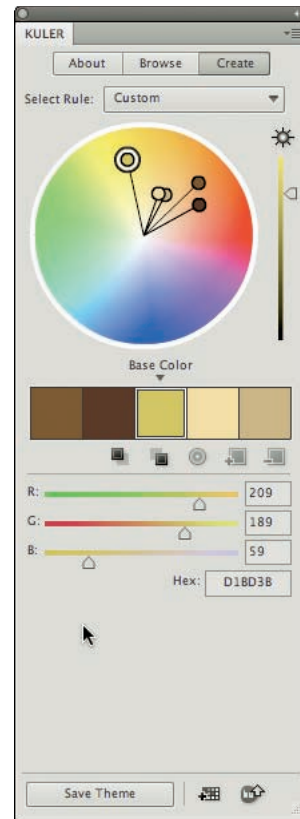 KULER
About Browse Create
Select Rule: Custom
Base Color
R: 209
G: 189
B: 59
Hex: D1BD3B
Save Theme